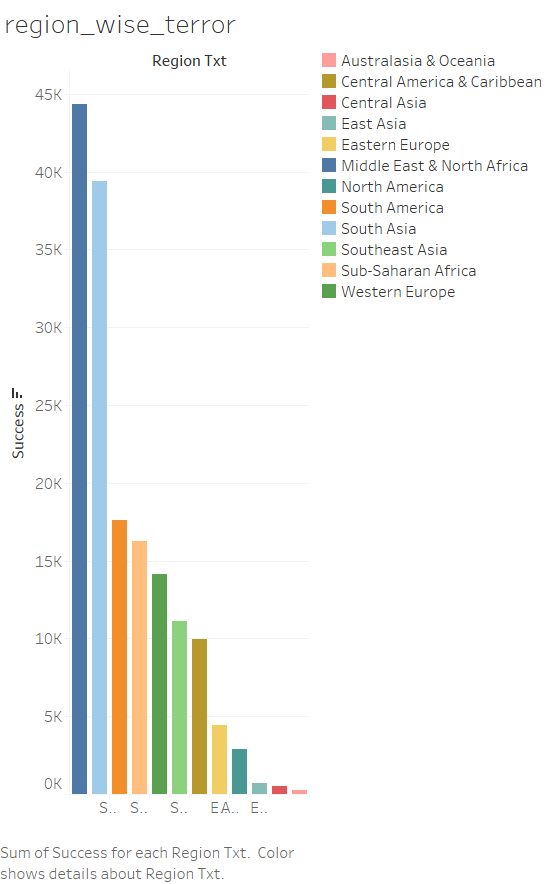 region_wise_terror
Region Txt
Australasia & Oceania
Central America & Caribbean
Central Asia
East Asia
Eastern Europe
Middle East & North Africa
North America
South America
South Asia
Southeast Asia
Sub-Saharan Africa
Western Europe
45K
40K
35K
30K
25K
20K
15K
10K
5K
0K
Success
S.. S.. S.. E A.. E..
Sum of Success for each Region Txt. Color
shows details about Region Txt.